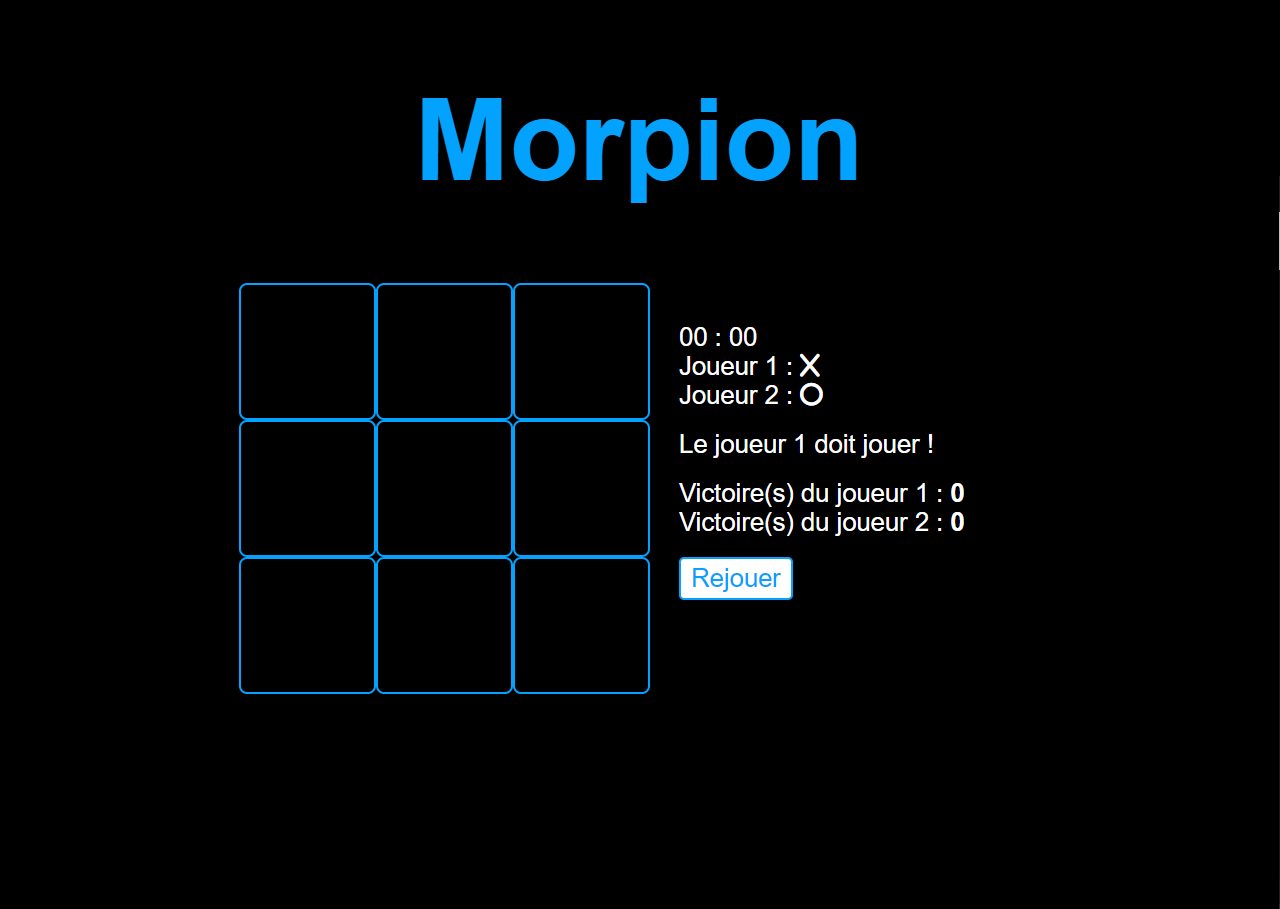 Morpion
00 : 00
Joueur 1 : X
Joueur 2 : O
Le joueur 1 doit jouer !
Victoire(s) du joueur 1 : 0
Victoire(s) du joueur 2 : 0
Rejouer